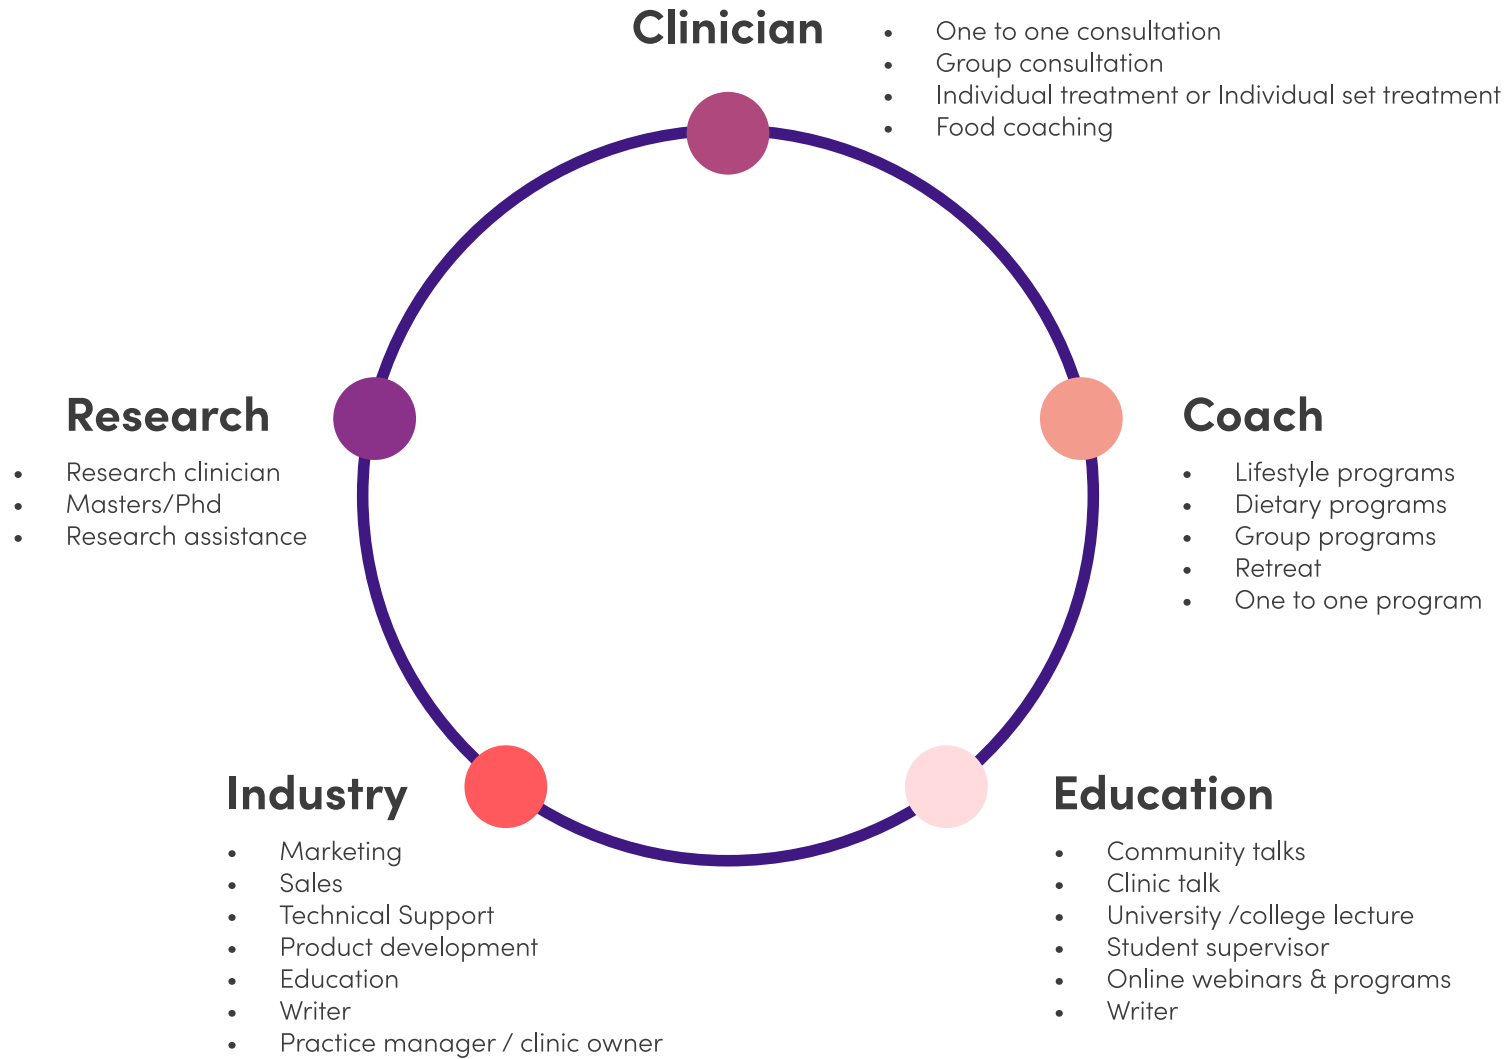 Clinician
• One to one consultation
• Group consultation
• Individual treatment or Individual set treatment
• Food coaching
Coach
• Lifestyle programs
• Dietary programs
• Group programs
• Retreat
• One to one program
Education
• Community talks
• Clinic talk
• University /college lecture
• Student supervisor
• Online webinars & programs
• Writer
Industry
• Marketing
• Sales
• Technical Support
• Product development
• Education
• Writer
• Practice manager / clinic owner
Research
• Research clinician
• Masters/Phd
• Research assistance